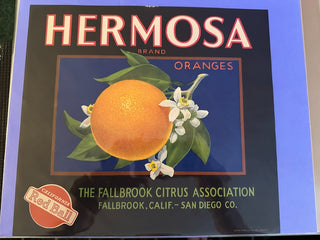 HERMOSA
BRAND
ORANGES
CALIFORNIA
Red Ball
THE FALLBROOK CITRUS ASSOCIATION
FALLBROOK, CALIF. ~ SAN DIEGO CO.